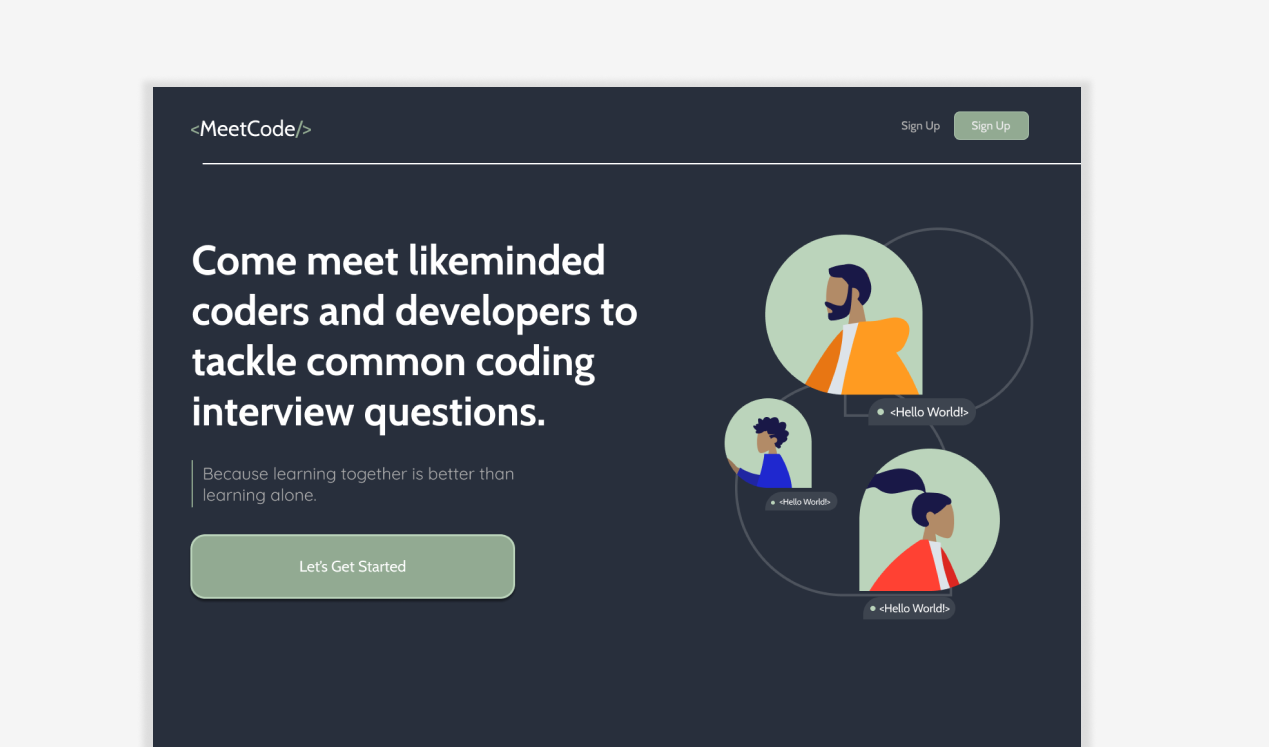 <MeetCode/>
Sign Up
Sign Up
Come meet likeminded
coders and developers to
tackle common coding
interview questions.
Because learning together is better than
learning alone.
Let's Get Started
<Hello World!>
<Hello World!>
<Hello World!>